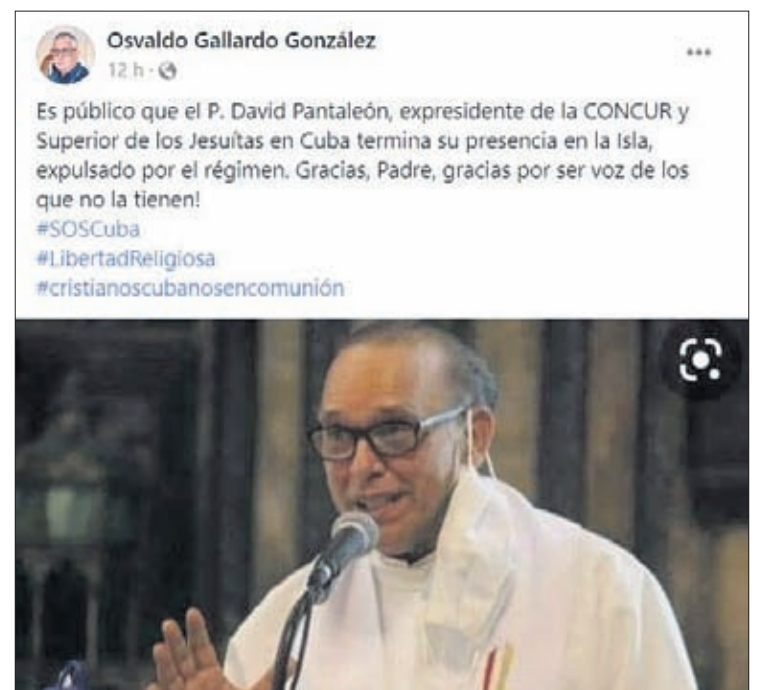 Osvaldo Gallardo González
12 h ·
Es público que el P. David Pantaleón, expresidente de la CONCUR y
Superior de los Jesuítas en Cuba termina su presencia en la Isla,
expulsado por el régimen. Gracias, Padre, gracias por ser voz de los
que no la tienen!
#SOSCuba
#LibertadReligiosa
#cristianoscubanosencomunión